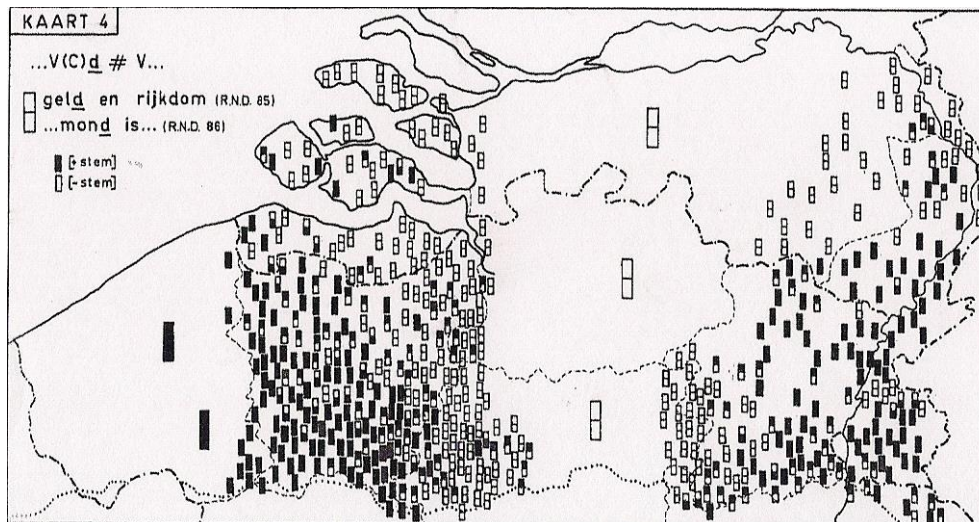 KAART 4
...V(C)d # V...
geld en rijkdom (R.N.D. 85)
...mond is... (R.N.D. 86)
[+stem]
[-stem]